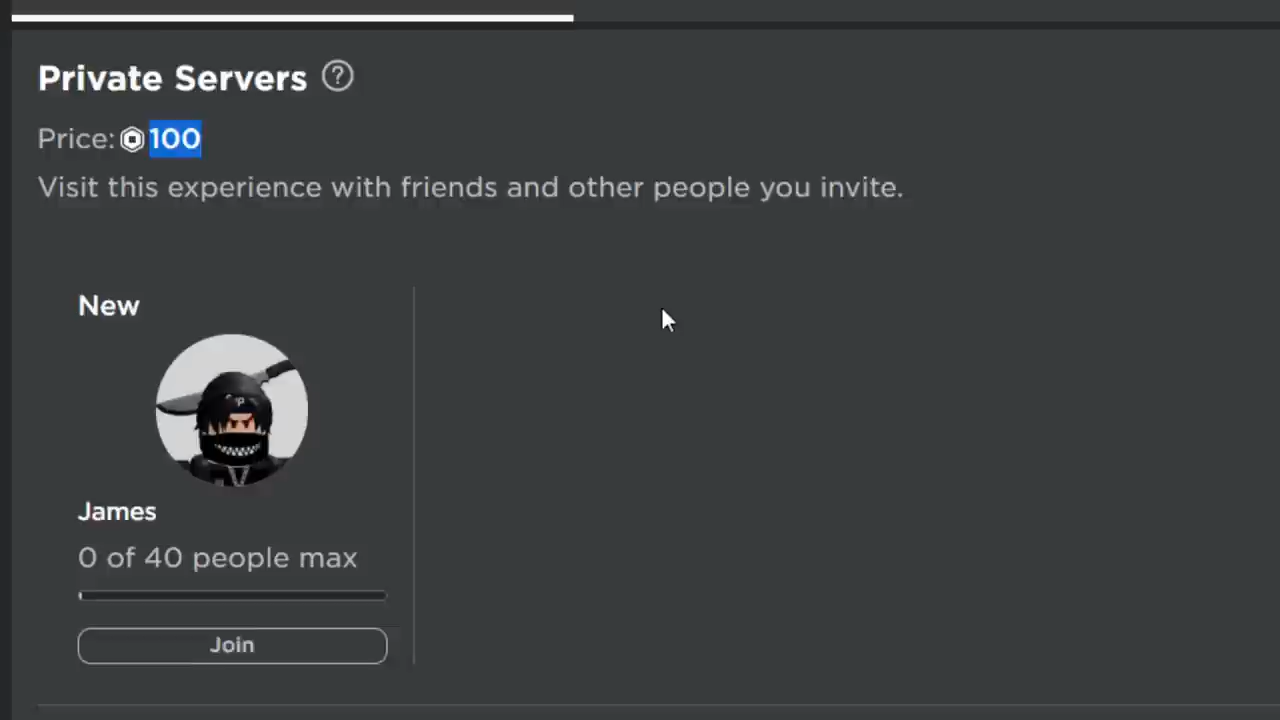 Private Servers ?
Price: 100
Visit this experience with friends and other people you invite.
New
James
0 of 40 people max
Join